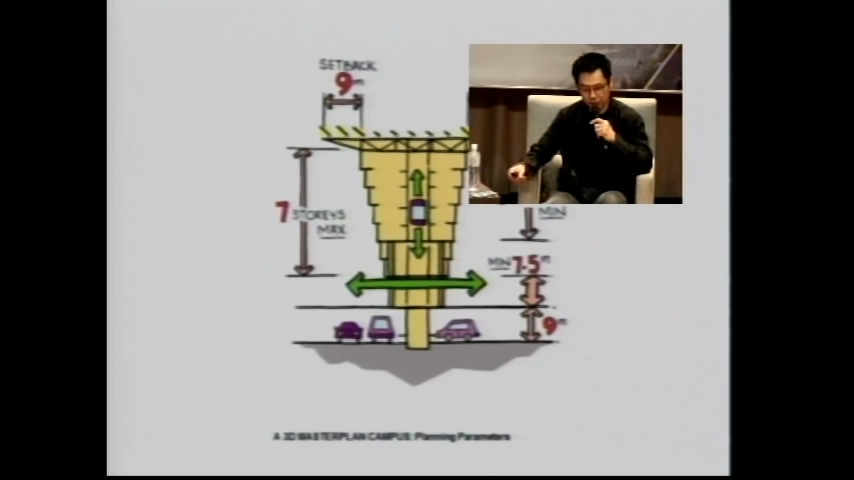 SETBACK
9m
7 STOREYS
MAX
MIN
MIN 7.5m
9m
A 3D MASTERPLAN CAMPUS: Planning Parameters